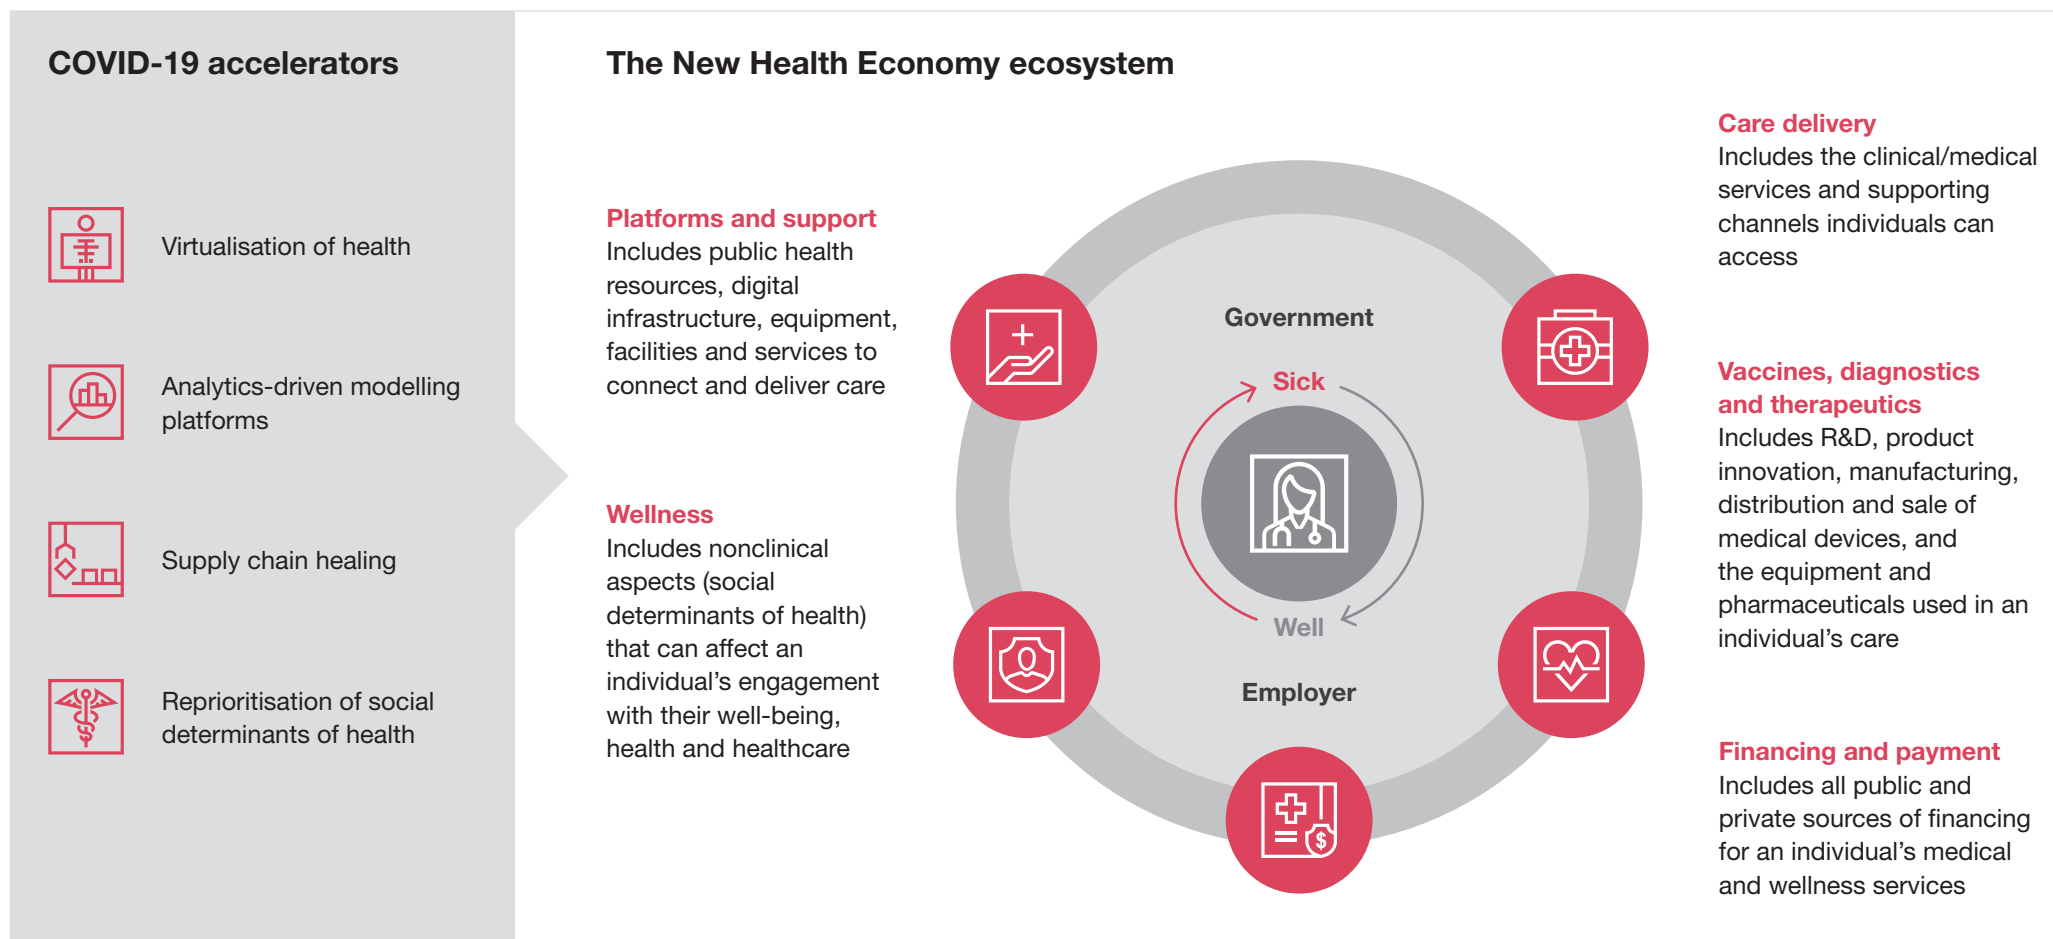 COVID-19 accelerators
Virtualisation of health
Analytics-driven modelling
platforms
Supply chain healing
Reprioritisation of social
determinants of health
The New Health Economy ecosystem
Platforms and support
Includes public health
resources, digital
infrastructure, equipment,
facilities and services to
connect and deliver care
Wellness
Includes nonclinical
aspects (social
determinants of health)
that can affect an
individual’s engagement
with their well-being,
health and healthcare
Government
Sick
Well
Employer
$
Care delivery
Includes the clinical/medical
services and supporting
channels individuals can
access
Vaccines, diagnostics
and therapeutics
Includes R&D, product
innovation, manufacturing,
distribution and sale of
medical devices, and
the equipment and
pharmaceuticals used in an
individual’s care
Financing and payment
Includes all public and
private sources of financing
for an individual’s medical
and wellness services